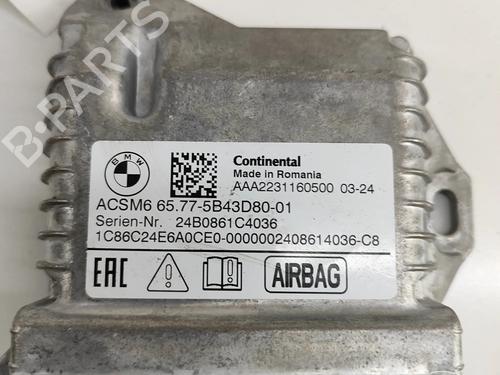 B-PARTS
BMW
Continental
Made in Romania
AAA2231160500 03-24
ACSM6 65.77-5B43D80-01
Serien-Nr. 24B0861C4036
1C86C24E6A0CE0-0000002408614036-C8
EAC
AIRBAG